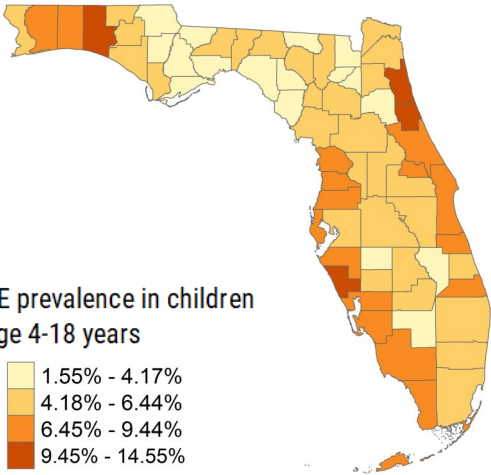 E prevalence in children
ge 4-18 years
1.55% - 4.17%
4.18% - 6.44%
6.45% - 9.44%
9.45% - 14.55%